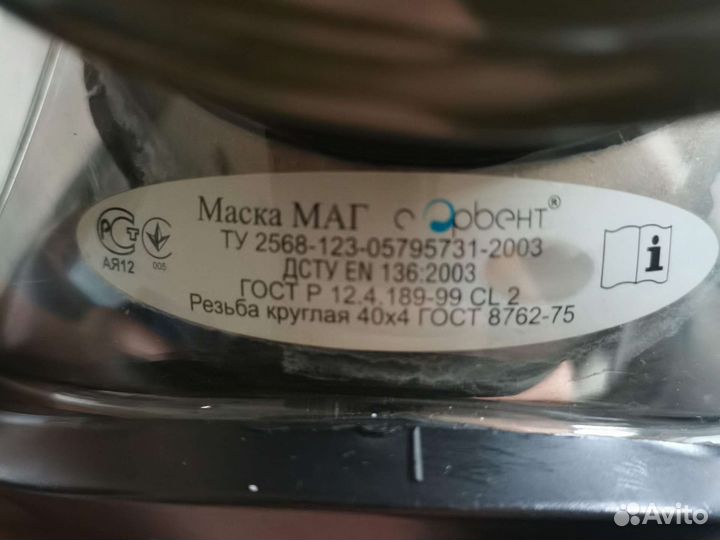 Маска МАГ сорбент®
ТУ 2568-123-05795731-2003
ДСТУ EN 136:2003
ГОСТ Р 12.4.189-99 CL 2
Резьба круглая 40х4 ГОСТ 8762-75
РСТ
АЯ12
005
i
Avito